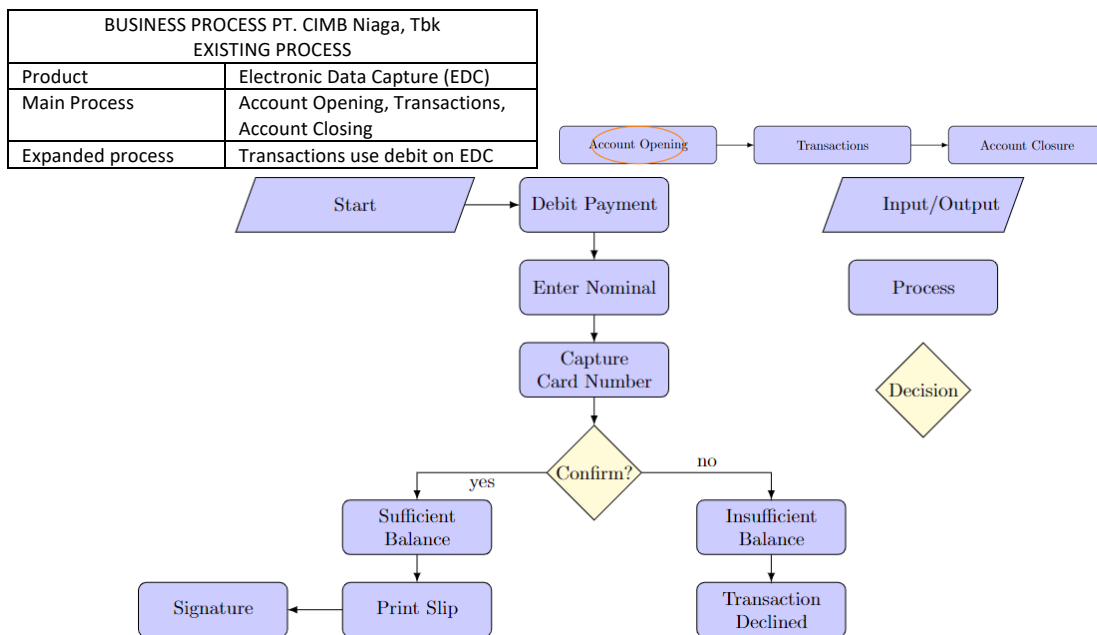 BUSINESS PROCESS PT. CIMB Niaga, Tbk
EXISTING PROCESS
Product
Electronic Data Capture (EDC)
Main Process
Account Opening, Transactions,
Account Closing
Expanded process
Transactions use debit on EDC
Account Opening
Transactions
Account Closure
Start
Debit Payment
Input/Output
Enter Nominal
Process
Capture
Card Number
Decision
Confirm?
yes
no
Sufficient
Balance
Insufficient
Balance
Signature
Print Slip
Transaction
Declined